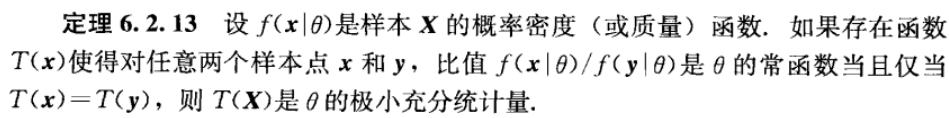 定理 6.2.13 设 f(x|θ)是样本 X 的概率密度（或质量）函数. 如果存在函数
T(x)使得对任意两个样本点 x 和 y，比值 f(x|θ)/f(y|θ)是 θ 的常函数当且仅当
T(x)=T(y)，则 T(X)是 θ 的极小充分统计量.